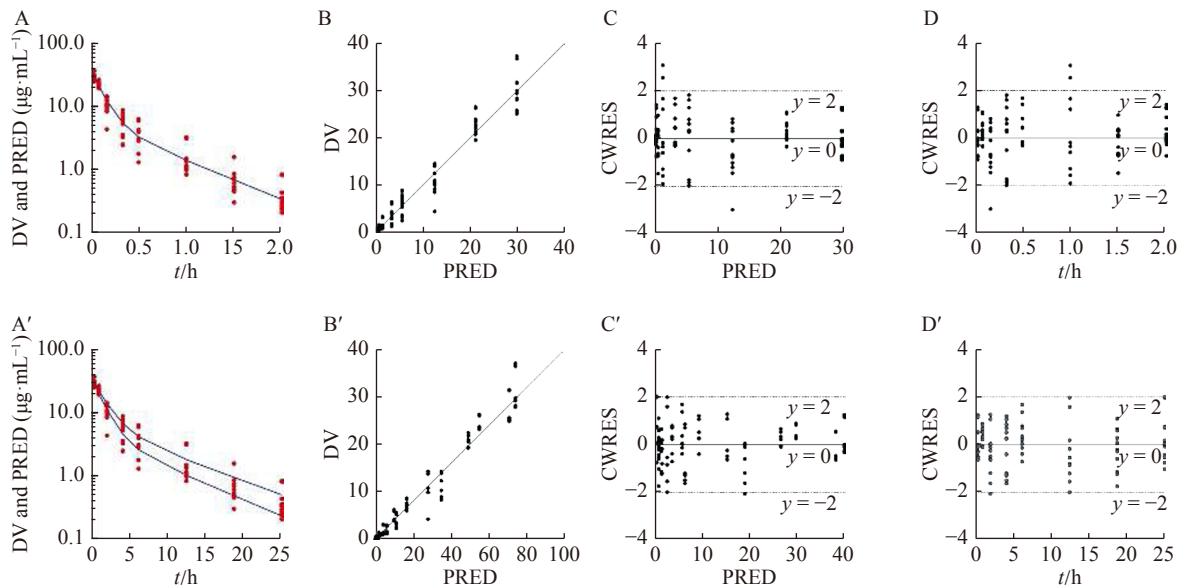 A
DV and PRED (μg·mL⁻¹)
100.0
10.0
1.0
0.1
0 0.5 1.0 15 2.0
t/h
B
DV
40
30
20
10
0
0 10 20 30 40
PRED
C
CWRES
4
2
0
−2
−4
y = 2
y = 0
y = −2
0 10 20 30
PRED
D
CWRES
4
2
0
−2
−4
y = 2
y = 0
y = −2
0 0.5 1.0 1.5 2.0
t/h
A′
DV and PRED (μg·mL⁻¹)
100.0
10.0
1.0
0.1
0 5 10 15 20 25
t/h
B′
DV
40
30
20
10
0
0 20 40 60 80 100
PRED
C′
CWRES
4
2
0
−2
−4
y = 2
y = 0
y = −2
0 10 20 30 40
PRED
D′
CWRES
4
2
0
−2
−4
y = 2
y = 0
y = −2
0 5 10 15 20 25
t/h